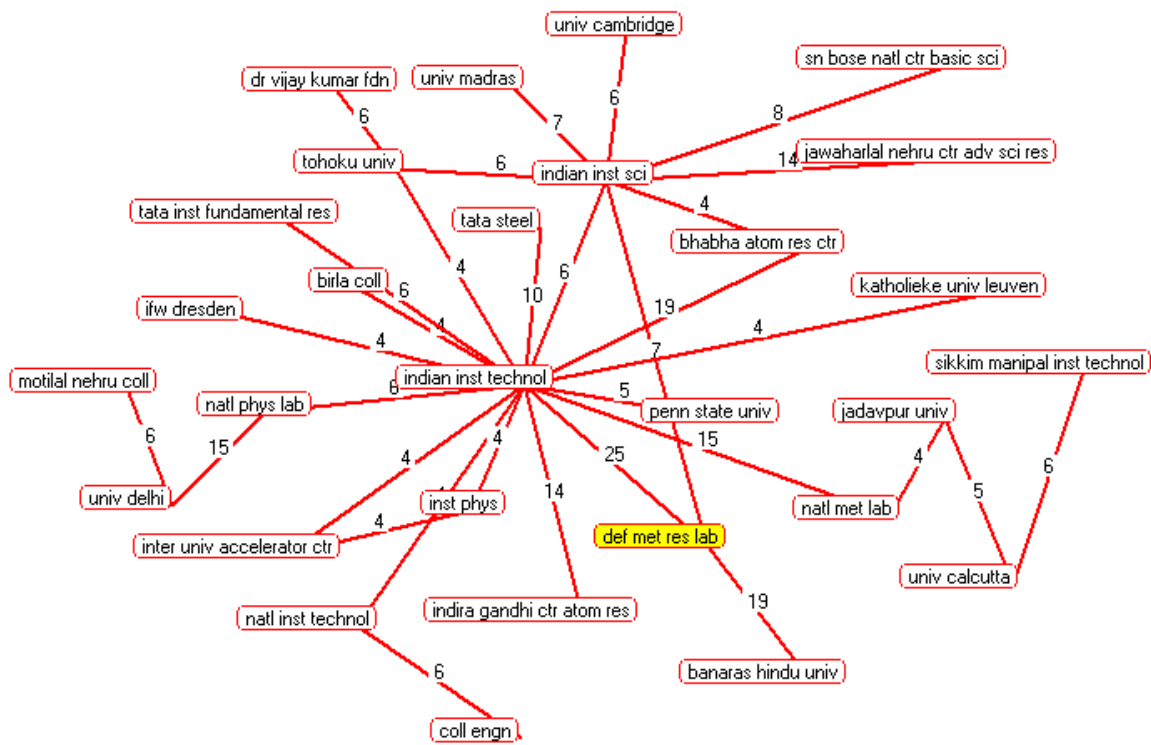 univ cambridge
sn bose natl ctr basic sci
dr vijay kumar fdn
univ madras
6
8
6
7
tohoku univ
6
indian inst sci
14
jawaharlal nehru ctr adv sci res
tata inst fundamental res
tata steel
4
bhabha atom res ctr
4
6
birla coll
6
10
19
4
katholieke univ leuven
ifw dresden
4
4
7
indian inst technol
sikkim manipal inst technol
motilal nehru coll
6
natl phys lab
5
penn state univ
jadavpur univ
6
15
4
4
25
15
4
6
univ delhi
4
inst phys
14
natl met lab
5
4
inter univ accelerator ctr
def met res lab
univ calcutta
natl inst technol
indira gandhi ctr atom res
19
6
banaras hindu univ
coll engn